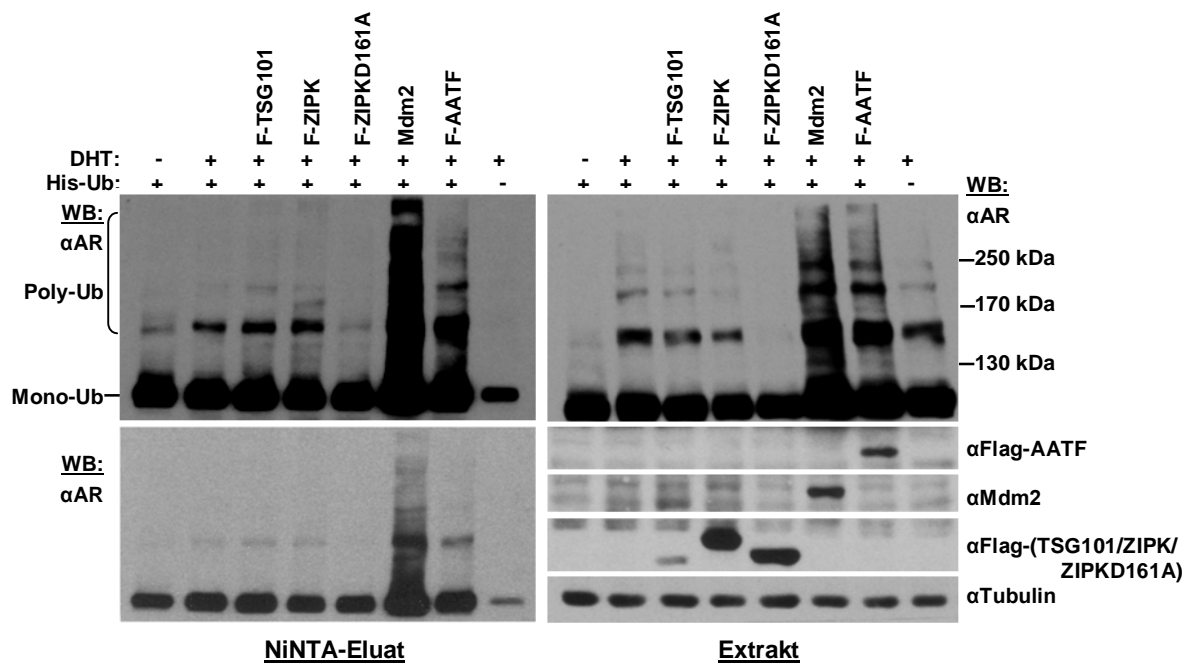 F-TSG101
F-ZIPK
F-ZIPKD161A
Mdm2
F-AATF
F-TSG101
F-ZIPK
F-ZIPKD161A
Mdm2
F-AATF
DHT: - + + + + + + + - + + + + + + +
His-Ub: + + + + + + + - + + + + + + + -
WB:
αAR
Poly-Ub
Mono-Ub
WB:
αAR
250 kDa
170 kDa
130 kDa
WB:
αAR
αFlag-AATF
αMdm2
αFlag-(TSG101/ZIPK/
ZIPKD161A)
αTubulin
NiNTA-Eluat
Extrakt